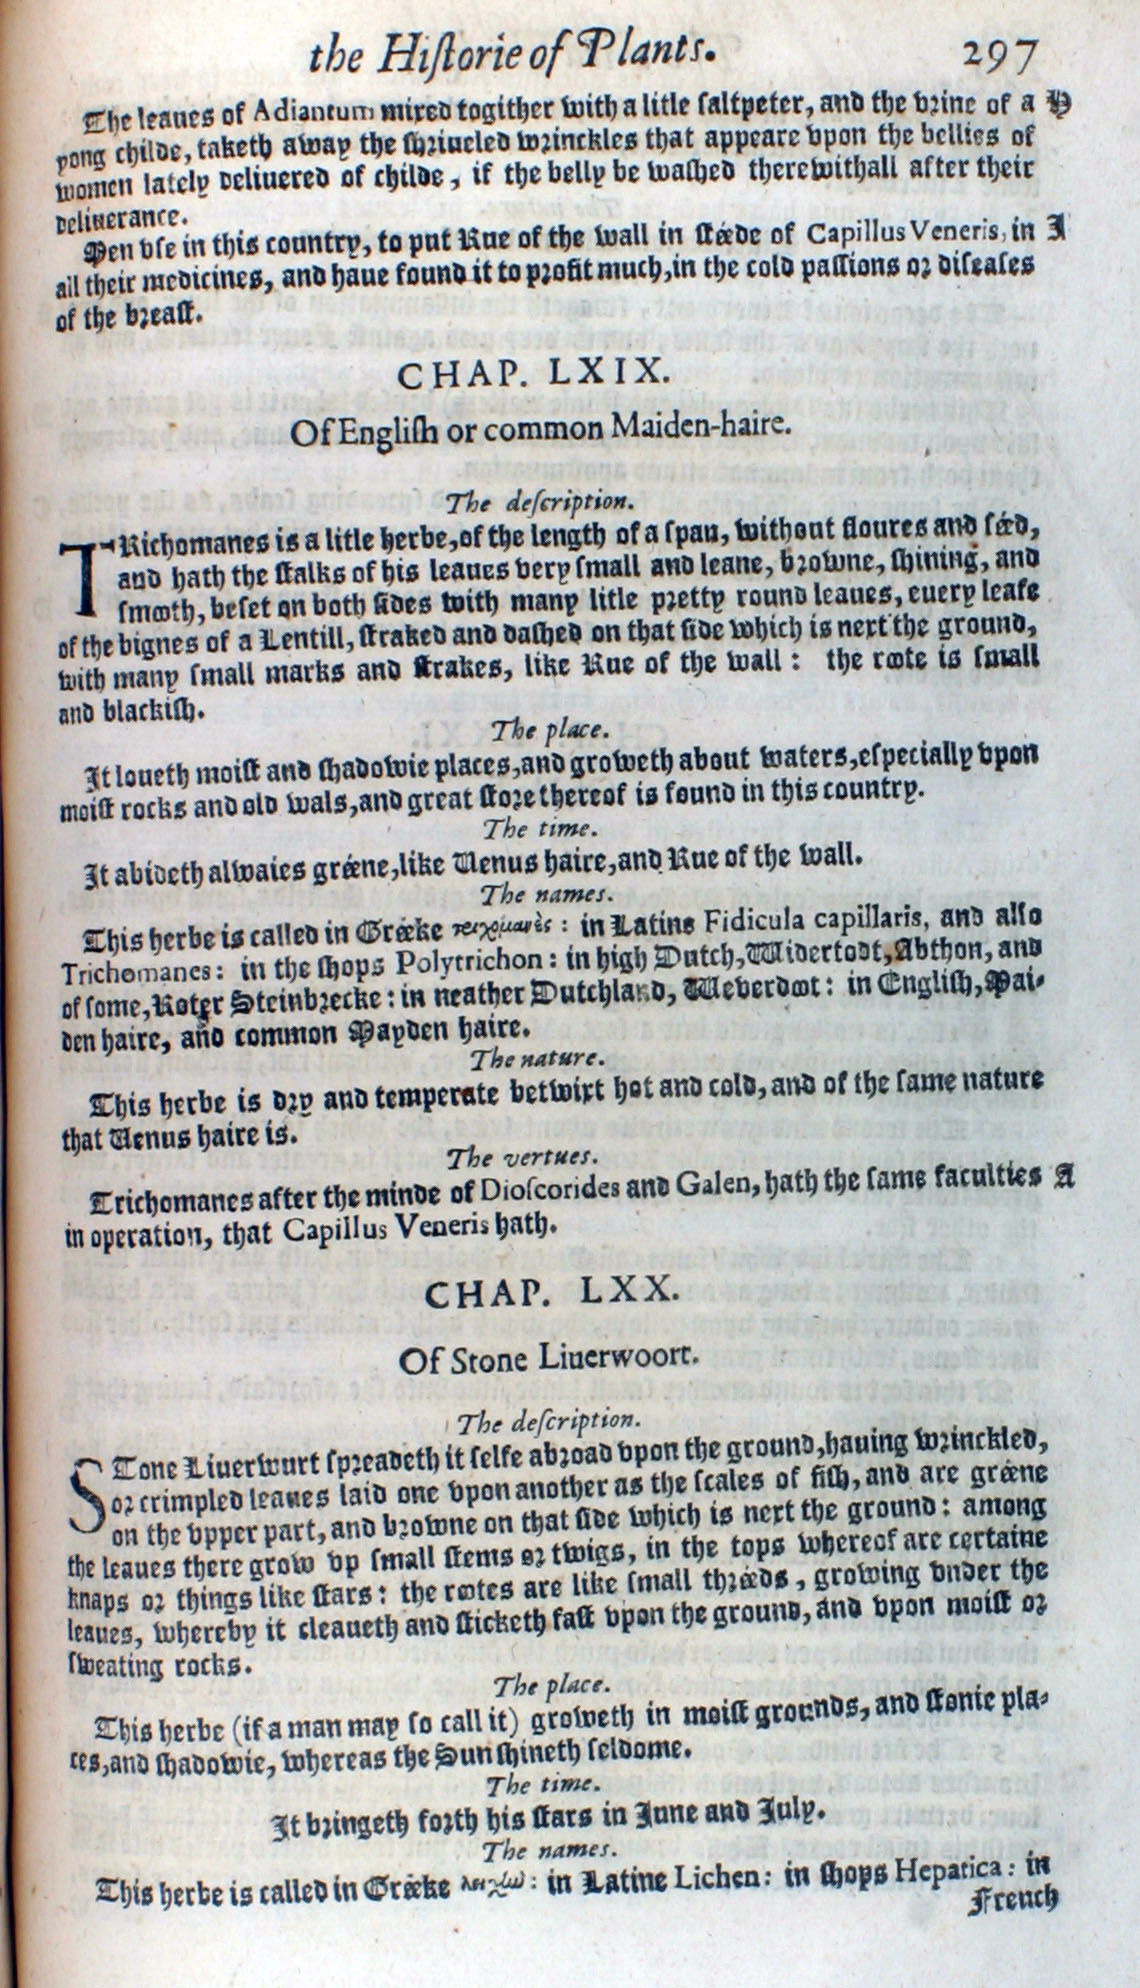 the Hiſtorie of Plants. 297
The leaues of Adiantum mixed togither with a litle ſaltpeter, and the vrine of a H
yong childe, taketh away the ſhriueled wrinckles that appeare vpon the bellies of
women lately deliuered of childe, if the belly be waſhed therewithall after their
deliuerance.
Men vſe in this country, to put Rue of the wall in ſteede of Capillus Veneris, in I
all their medicines, and haue found it to profit much, in the cold paſſions or diſeaſes
of the breaſt.
CHAP. LXIX.
Of Engliſh or common Maiden-haire.
The deſcription.
TRichomanes is a litle herbe, of the length of a ſpan, without floures and ſeed,
and hath the ſtalks of his leaues very ſmall and leane, browne, ſhining, and
ſmooth, beſet on both ſides with many litle pretty round leaues, euery leafe
of the bignes of a Lentill, ſtraked and daſhed on that ſide which is next the ground,
with many ſmall marks and ſtrakes, like Rue of the wall: the roote is ſmall
and blackiſh.
The place.
It loueth moiſt and ſhadowie places, and groweth about waters, eſpecially vpon
moiſt rocks and old wals, and great ſtore thereof is found in this country.
The time.
It abideth alwaies greene, like Venus haire, and Rue of the wall.
The names.
This herbe is called in Greeke τριχομανὲς: in Latine Fidicula capillaris, and alſo
Trichomanes: in the ſhops Polytrichon: in high Dutch, Widertodt, Abthon, and
of ſome, Roter Steinbrecke: in neather Dutchland, Wederdoot: in Engliſh, Mai-
den haire, and common Mayden haire.
The nature.
This herbe is dry and temperate betwixt hot and cold, and of the ſame nature
that Venus haire is.
The vertues.
Trichomanes after the minde of Dioſcorides and Galen, hath the ſame faculties A
in operation, that Capillus Veneris hath.
CHAP. LXX.
Of Stone Liuerwoort.
The deſcription.
STone Liuerwurt ſpreadeth it ſelfe abroad vpon the ground, hauing wrinckled,
or crimpled leaues laid one vpon another as the ſcales of fiſh, and are greene
on the vpper part, and browne on that ſide which is next the ground: among
the leaues there grow vp ſmall ſtems or twigs, in the tops whereof are certaine
knaps or things like ſtars: the rootes are like ſmall threeds, growing vnder the
leaues, whereby it cleaueth and ſticketh faſt vpon the ground, and vpon moiſt or
ſweating rocks.
The place.
This herbe (if a man may ſo call it) groweth in moiſt grounds, and ſtonie pla-
ces, and ſhadowie, whereas the Sun ſhineth ſeldome.
The time.
It bringeth forth his ſtars in June and July.
The names.
This herbe is called in Greeke λειχὼ: in Latine Lichen: in ſhops Hepatica: in
French